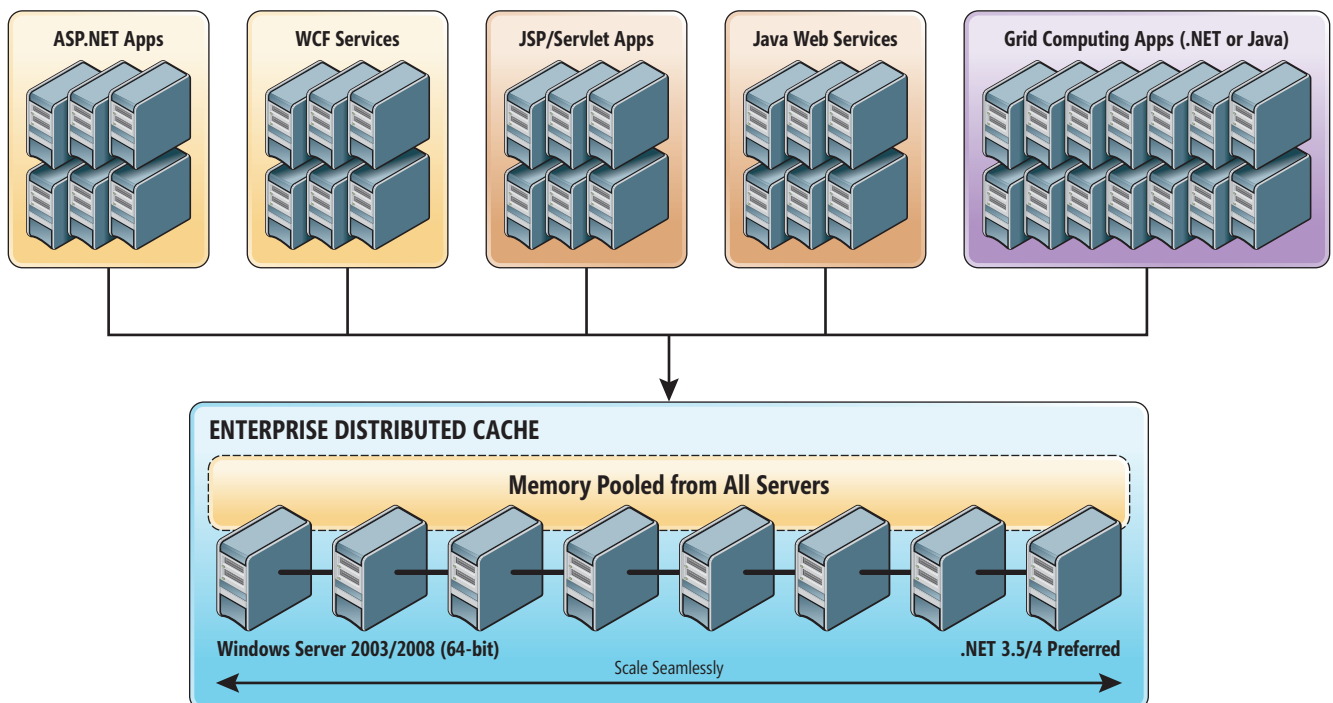 ASP.NET Apps
WCF Services
JSP/Servlet Apps
Java Web Services
Grid Computing Apps (.NET or Java)
ENTERPRISE DISTRIBUTED CACHE
Memory Pooled from All Servers
Windows Server 2003/2008 (64-bit)
.NET 3.5/4 Preferred
Scale Seamlessly